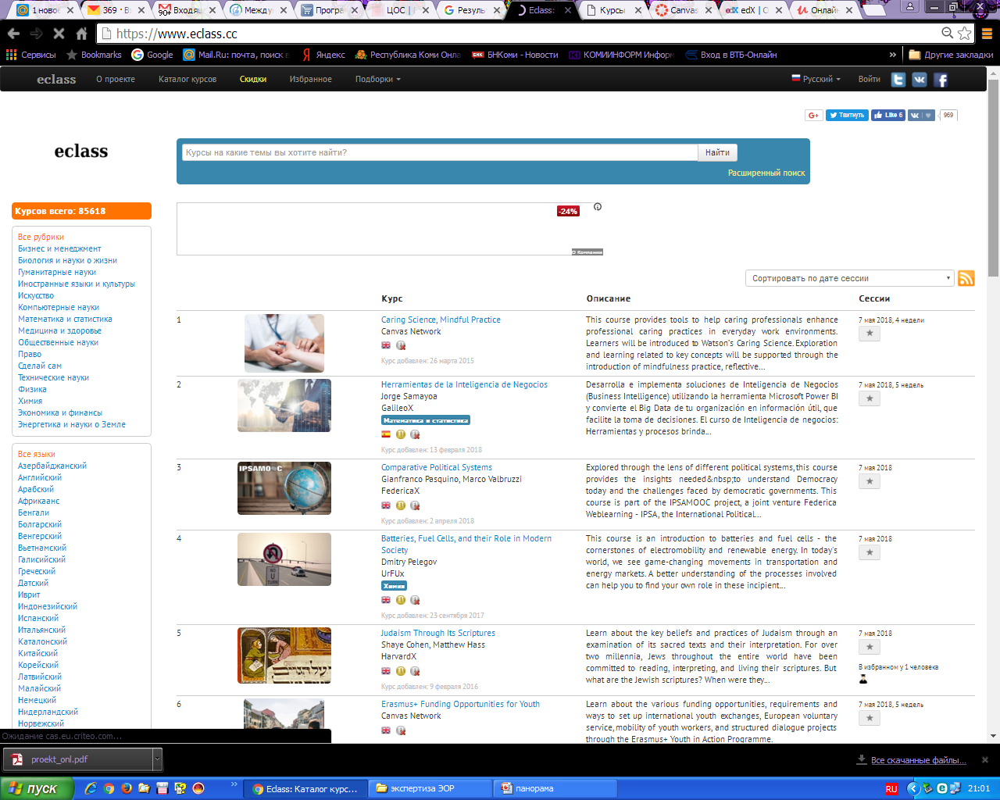 1 новое
369 · В
90+
Входящ
Между
Програ
ЦОС |
Резуль
Eclass:
Курсы
Canvas
edX | О
Онлайн
https://www.eclass.cc
Сервисы
Bookmarks
Google
Mail.Ru: почта, поиск в
Яндекс
Республика Коми Онла
БНКоми - Новости
КОМИИНФОРМ Информ
Вход в ВТБ-Онлайн
»
Другие закладки
eclass
О проекте
Каталог курсов
Скидки
Избранное
Подборки
Русский
Войти
G+
Твитнуть
Like 6
969
eclass
Курсы на какие темы вы хотите найти?
Найти
Расширенный поиск
Курсов всего: 85618
-24%
Все рубрики
Бизнес и менеджмент
Биология и науки о жизни
Гуманитарные науки
Иностранные языки и культуры
Искусство
Компьютерные науки
Математика и статистика
Медицина и здоровье
Общественные науки
Право
Сделай сам
Технические науки
Физика
Химия
Экономика и финансы
Энергетика и науки о Земле
Все языки
Азербайджанский
Английский
Арабский
Африкаанс
Бенгали
Болгарский
Венгерский
Вьетнамский
Галисийский
Греческий
Датский
Иврит
Индонезийский
Испанский
Итальянский
Каталонский
Китайский
Корейский
Латвийский
Малайский
Немецкий
Нидерландский
Норвежский
Сортировать по дате сессии
Курс
Описание
Сессии
1
Caring Science, Mindful Practice
Canvas Network
Курс добавлен: 26 марта 2015
This course provides tools to help caring professionals enhance
professional caring practices in everyday work environments.
Learners will be introduced to Watson's Caring Science. Exploration
and learning related to key concepts will be supported through the
introduction of mindfulness practice, reflective...
7 мая 2018, 4 недели
2
Herramientas de la Inteligencia de Negocios
Jorge Samayoa
GalileoX
Математика и статистика
Курс добавлен: 13 февраля 2018
Desarrolla e implementa soluciones de Inteligencia de Negocios
(Business Intelligence) utilizando la herramienta Microsoft Power BI
y convierte el Big Data de tu organización en información útil, que
facilite la toma de decisiones. El curso de Inteligencia de negocios:
Herramientas y procesos brinda...
7 мая 2018, 5 недель
3
IPSAMOOC
Comparative Political Systems
Gianfranco Pasquino, Marco Valbruzzi
FedericaX
Курс добавлен: 2 апреля 2018
Explored through the lens of different political systems, this course
provides the insights needed&nbsp;to understand Democracy
today and the challenges faced by democratic governments. This
course is part of the IPSAMOOC project, a joint venture Federica
Weblearning - IPSA, the International Political...
7 мая 2018
4
NO U TURN
Batteries, Fuel Cells, and their Role in Modern
Society
Dmitry Pelegov
UrFUx
Химия
Курс добавлен: 23 сентября 2017
This course is an introduction to batteries and fuel cells - the
cornerstones of electromobility and renewable energy. In today's
world, we see game-changing movements in transportation and
energy markets. A better understanding of the processes involved
can help you to find your own role in these incipient...
7 мая 2018
5
Judaism Through Its Scriptures
Shaye Cohen, Matthew Hass
HarvardX
Курс добавлен: 9 февраля 2016
Learn about the key beliefs and practices of Judaism through an
examination of its sacred texts and their interpretation. For over
two millennia, Jews throughout the entire world have been
committed to reading, interpreting, and living their scriptures. But
what are the Jewish scriptures? When were they...
7 мая 2018
В избранном у 1 человека
6
Erasmus+ Funding Opportunities for Youth
Canvas Network
Learn about the various funding opportunities, requirements and
ways to set up international youth exchanges, European voluntary
service, mobility of youth workers, and structured dialogue projects
through the Erasmus+ Youth in Action Programme.
7 мая 2018, 5 недель
Ожидание cas.eu.criteo.com...
proekt_onl.pdf
Все скачанные файлы...
пуск
Eclass: Каталог курс...
экспертиза ЭОР
панорама
RU
21:01